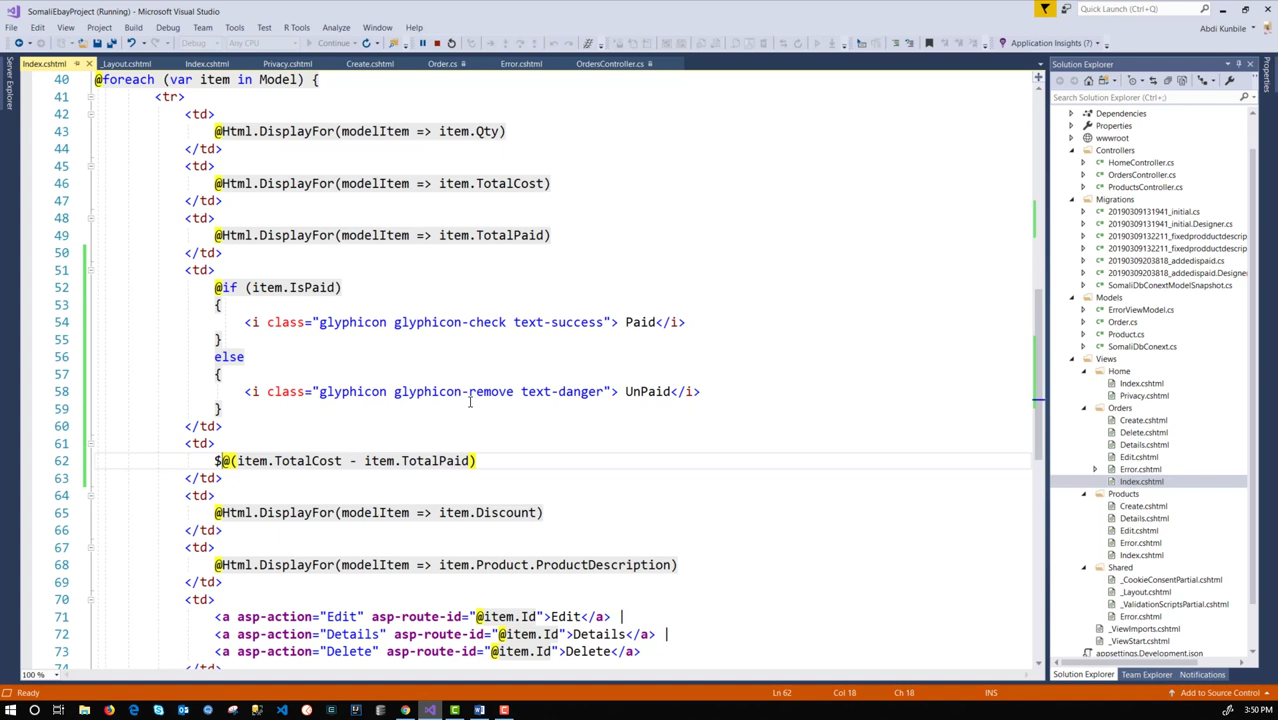 SomaliEbayProject (Running) - Microsoft Visual Studio
Quick Launch (Ctrl+Q)
File Edit View Project Build Debug Team Test R Tools Analyze Window Help
Abdi Kunbile
Debug Any CPU Continue Application Insights (7)
Index.cshtml _Layout.cshtml Index.cshtml Privacy.cshtml Create.cshtml Order.cs Error.cshtml OrdersController.cs
Server Explorer
40 @foreach (var item in Model) {
41 <tr>
42 <td>
43 @Html.DisplayFor(modelItem => item.Qty)
44 </td>
45 <td>
46 @Html.DisplayFor(modelItem => item.TotalCost)
47 </td>
48 <td>
49 @Html.DisplayFor(modelItem => item.TotalPaid)
50 </td>
51 <td>
52 @if (item.IsPaid)
53 {
54 <i class="glyphicon glyphicon-check text-success"> Paid</i>
55 }
56 else
57 {
58 <i class="glyphicon glyphicon-remove text-danger"> UnPaid</i>
59 }
60 </td>
61 <td>
62 $@(item.TotalCost - item.TotalPaid)
63 </td>
64 <td>
65 @Html.DisplayFor(modelItem => item.Discount)
66 </td>
67 <td>
68 @Html.DisplayFor(modelItem => item.Product.ProductDescription)
69 </td>
70 <td>
71 <a asp-action="Edit" asp-route-id="@item.Id">Edit</a> |
72 <a asp-action="Details" asp-route-id="@item.Id">Details</a> |
73 <a asp-action="Delete" asp-route-id="@item.Id">Delete</a>
74 </td>
100 %
Solution Explorer
Search Solution Explorer (Ctrl+;)
Dependencies
Properties
wwwroot
Controllers
HomeController.cs
OrdersController.cs
ProductsController.cs
Migrations
20190309131941_initial.cs
20190309131941_initial.Designer.cs
20190309132211_fixedprodductdescrip
20190309132211_fixedprodductdescrip
20190309203818_addedispaid.cs
20190309203818_addedispaid.Designer
SomaliDbConextModelSnapshot.cs
Models
ErrorViewModel.cs
Order.cs
Product.cs
SomaliDbConext.cs
Views
Home
Index.cshtml
Privacy.cshtml
Orders
Create.cshtml
Delete.cshtml
Details.cshtml
Edit.cshtml
Error.cshtml
Index.cshtml
Products
Create.cshtml
Details.cshtml
Edit.cshtml
Error.cshtml
Index.cshtml
Shared
_CookieConsentPartial.cshtml
_Layout.cshtml
_ValidationScriptsPartial.cshtml
Error.cshtml
_ViewImports.cshtml
_ViewStart.cshtml
appsettings.Development.json
Solution Explorer Team Explorer Notifications
Properties
Ready Ln 62 Col 18 Ch 18 INS Add to Source Control
3:50 PM